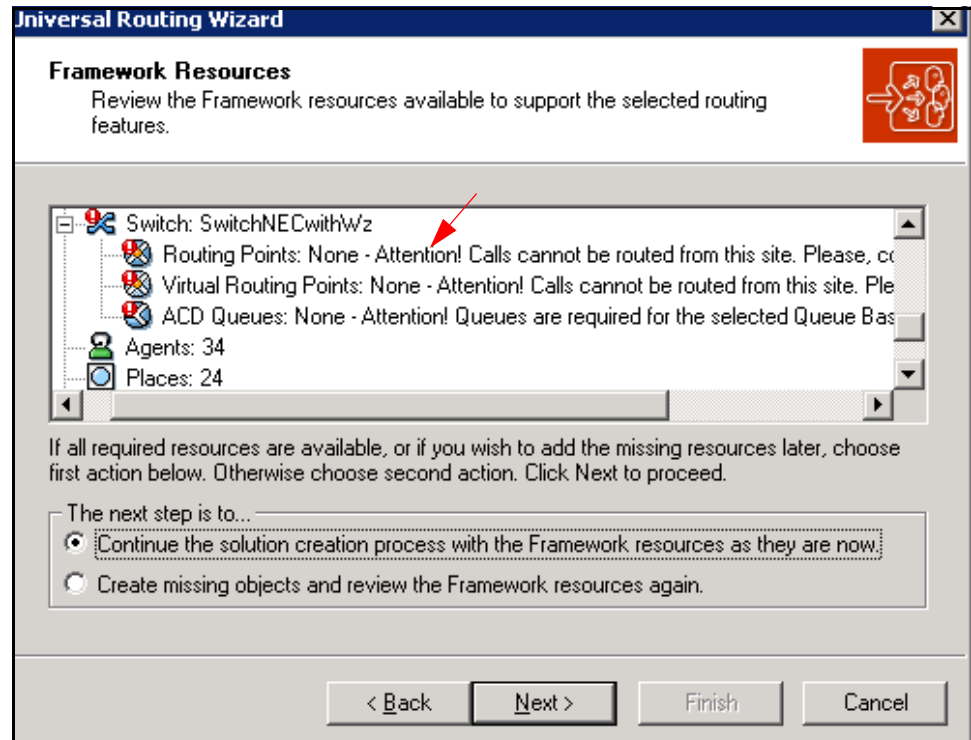 Universal Routing Wizard
Framework Resources
Review the Framework resources available to support the selected routing
features.
Switch: SwitchNECwithWz
Routing Points: None - Attention! Calls cannot be routed from this site. Please, co
Virtual Routing Points: None - Attention! Calls cannot be routed from this site. Ple
ACD Queues: None - Attention! Queues are required for the selected Queue Bas
Agents: 34
Places: 24
If all required resources are available, or if you wish to add the missing resources later, choose
first action below. Otherwise choose second action. Click Next to proceed.
The next step is to...
Continue the solution creation process with the Framework resources as they are now.
Create missing objects and review the Framework resources again.
< Back
Next >
Finish
Cancel